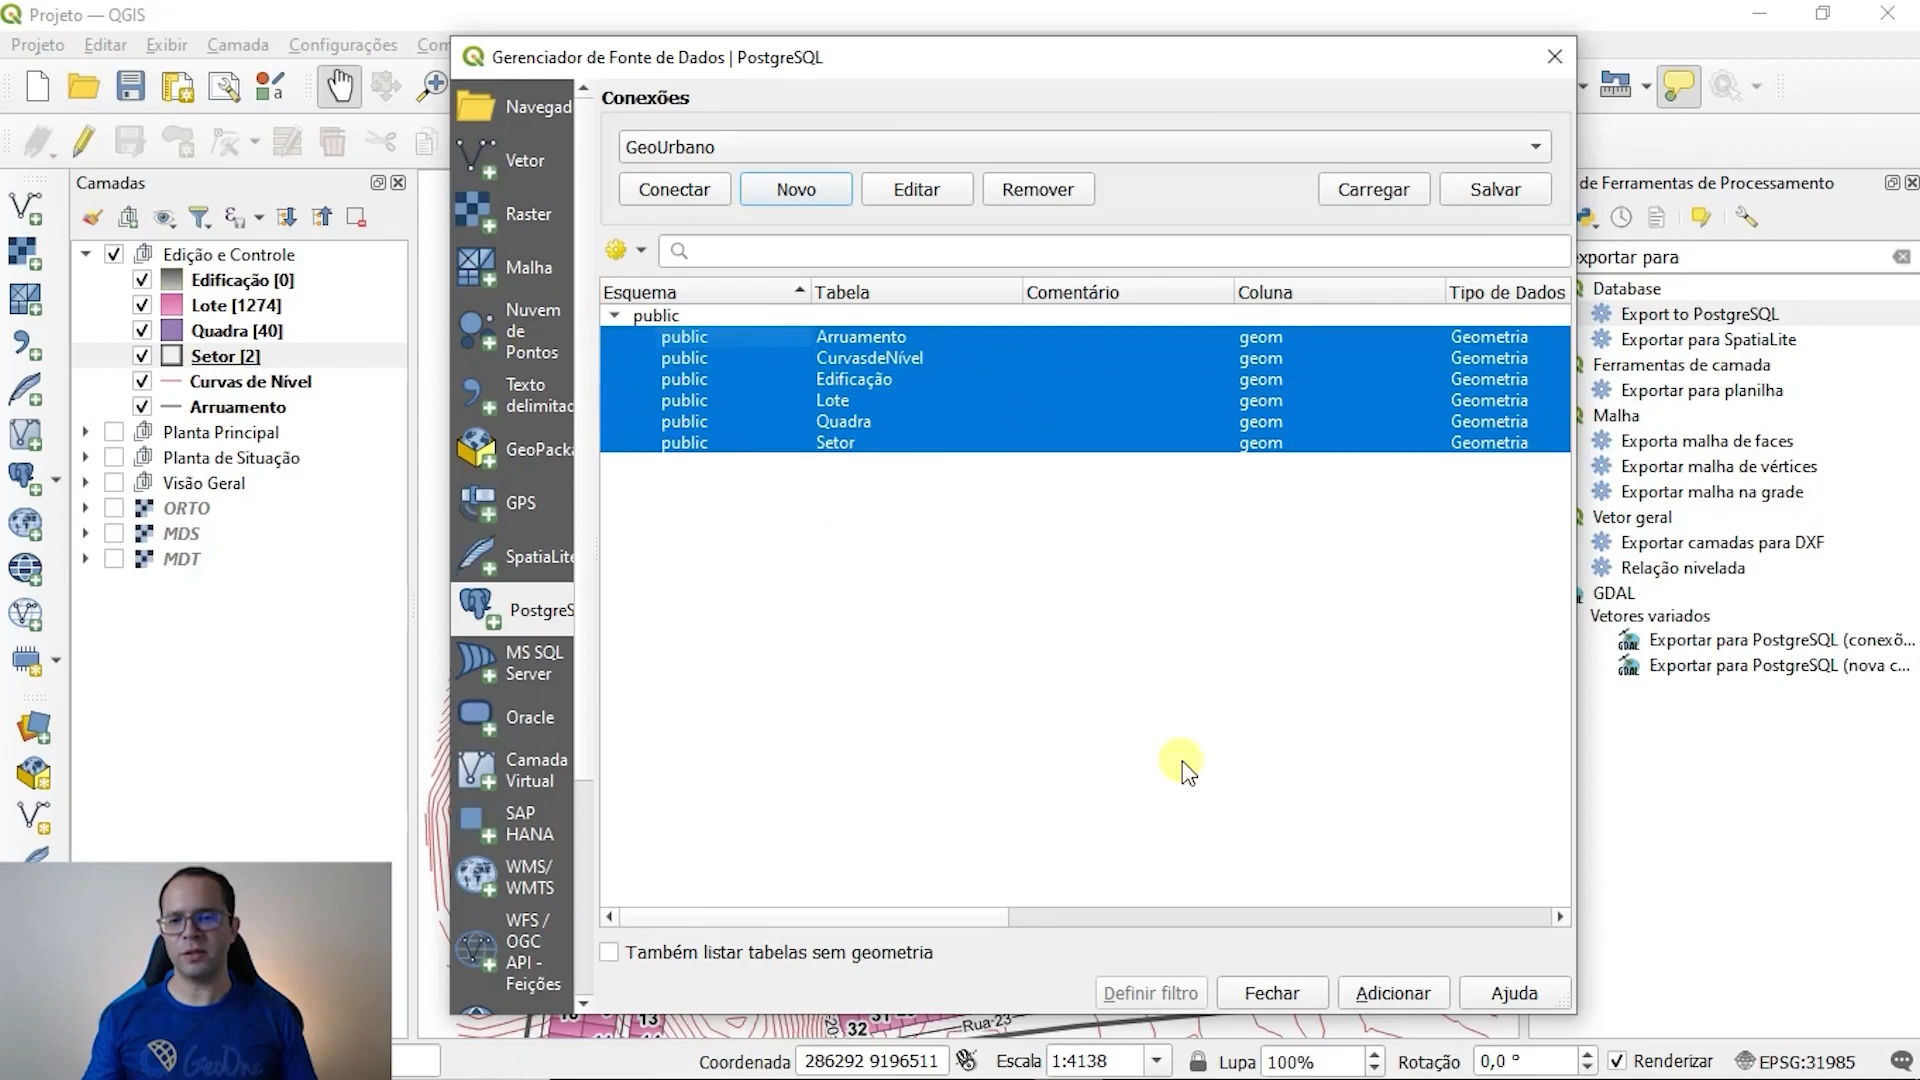 Projeto — QGIS
Projeto Editar Exibir Camada Configurações Com
Gerenciador de Fonte de Dados | PostgreSQL
Conexões
GeoUrbano
Conectar Novo Editar Remover Carregar Salvar
Navegad
Vetor
Raster
Malha
Nuvem
de
Pontos
Texto
delimitad
GeoPacka
GPS
SpatiaLite
PostgreS
MS SQL
Server
Oracle
Camada
Virtual
SAP
HANA
WMS/
WMTS
WFS /
OGC
API -
Feições
Esquema Tabela Comentário Coluna Tipo de Dados
public
public Arruamento geom Geometria
public CurvasdeNível geom Geometria
public Edificação geom Geometria
public Lote geom Geometria
public Quadra geom Geometria
public Setor geom Geometria
Também listar tabelas sem geometria
Definir filtro Fechar Adicionar Ajuda
Camadas
Edição e Controle
Edificação [0]
Lote [1274]
Quadra [40]
Setor [2]
Curvas de Nível
Arruamento
Planta Principal
Planta de Situação
Visão Geral
ORTO
MDS
MDT
de Ferramentas de Processamento
exportar para
Database
Export to PostgreSQL
Exportar para SpatiaLite
Ferramentas de camada
Exportar para planilha
Malha
Exporta malha de faces
Exportar malha de vértices
Exportar malha na grade
Vetor geral
Exportar camadas para DXF
Relação nivelada
GDAL
Vetores variados
Exportar para PostgreSQL (conexõ...
Exportar para PostgreSQL (nova c...
13
32
Rua-23
GeoOne
Coordenada 286292 9196511 Escala 1:4138 Lupa 100% Rotação 0,0 ° Renderizar EPSG:31985